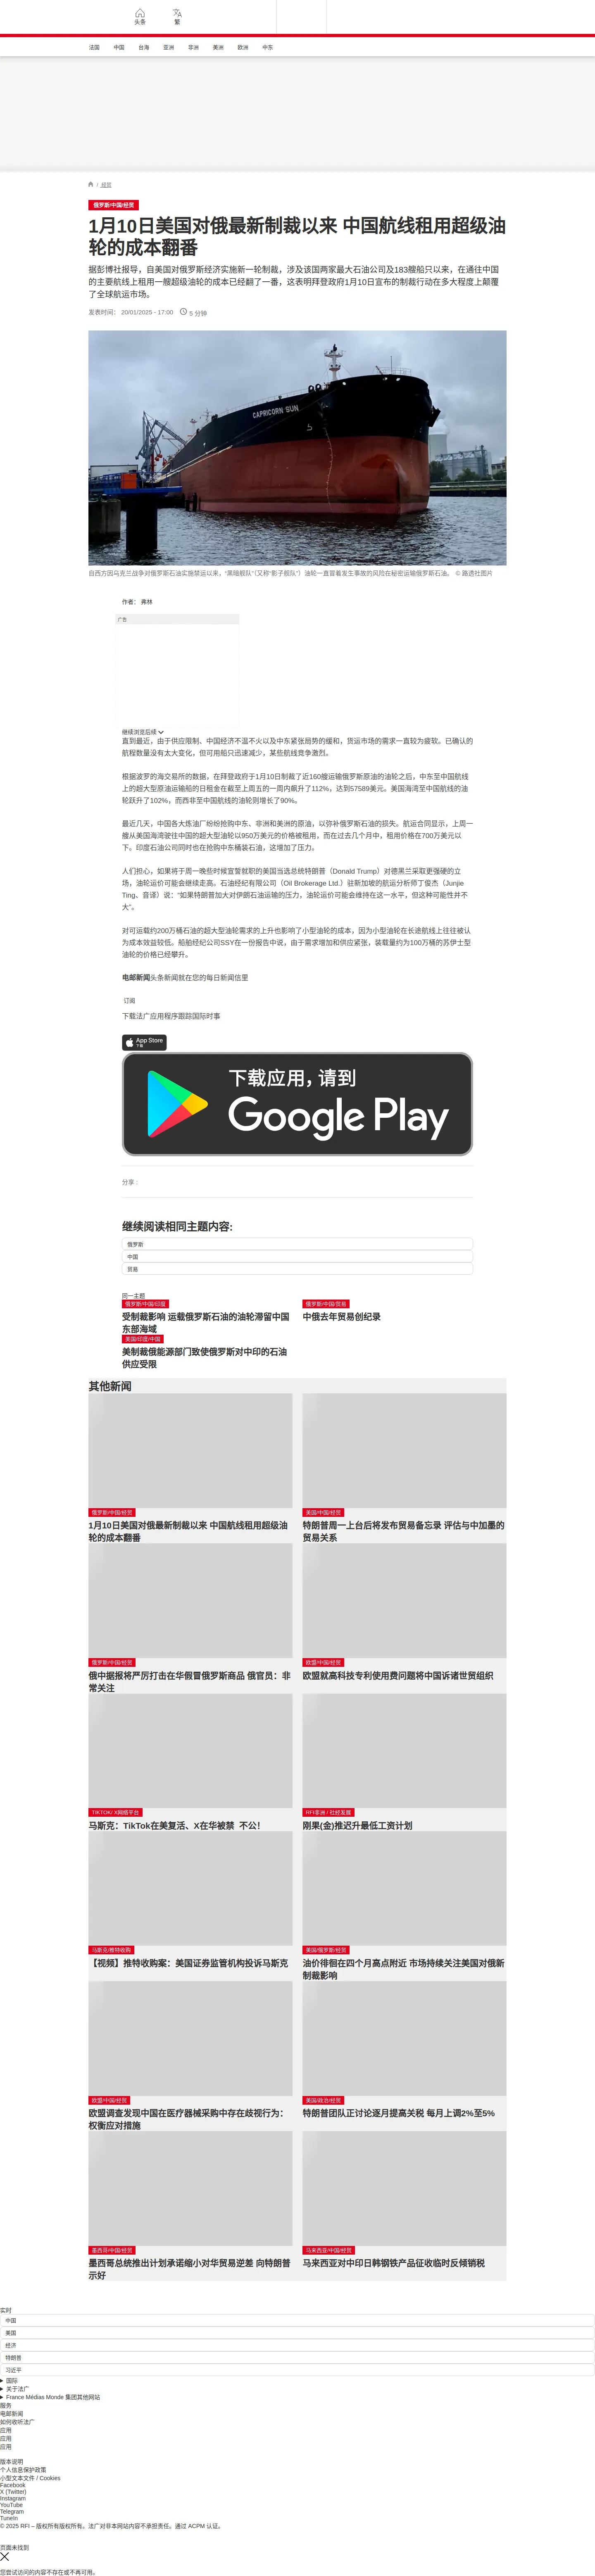 头条
繁
法国
中国
台海
亚洲
非洲
美洲
欧洲
中东
/ 经贸
俄罗斯/中国/经贸
1月10日美国对俄最新制裁以来 中国航线租用超级油
轮的成本翻番
据彭博社报导，自美国对俄罗斯经济实施新一轮制裁，涉及该国两家最大石油公司及183艘船只以来，在通往中国
的主要航线上租用一艘超级油轮的成本已经翻了一番，这表明拜登政府1月10日宣布的制裁行动在多大程度上颠覆
了全球航运市场。
发表时间： 20/01/2025 - 17:00
5 分钟
CAPRICORN SUN
自西方因乌克兰战争对俄罗斯石油实施禁运以来，“黑暗舰队”（又称“影子舰队”）油轮一直冒着发生事故的风险在秘密运输俄罗斯石油。 © 路透社图片
作者： 弗林
广告
继续浏览后续
直到最近，由于供应限制、中国经济不温不火以及中东紧张局势的缓和，货运市场的需求一直较为疲软。已确认的
航程数量没有太大变化，但可用船只迅速减少，某些航线竞争激烈。
根据波罗的海交易所的数据，在拜登政府于1月10日制裁了近160艘运输俄罗斯原油的油轮之后，中东至中国航线
上的超大型原油运输船的日租金在截至上周五的一周内飙升了112%，达到57589美元。美国海湾至中国航线的油
轮跃升了102%，而西非至中国航线的油轮则增长了90%。
最近几天，中国各大炼油厂纷纷抢购中东、非洲和美洲的原油，以弥补俄罗斯石油的损失。航运合同显示，上周一
艘从美国海湾驶往中国的超大型油轮以950万美元的价格被租用，而在过去几个月中，租用价格在700万美元以
下。印度石油公司同时也在抢购中东桶装石油，这增加了压力。
人们担心，如果将于周一晚些时候宣誓就职的美国当选总统特朗普（Donald Trump）对德黑兰采取更强硬的立
场，油轮运价可能会继续走高。石油经纪有限公司（Oil Brokerage Ltd.）驻新加坡的航运分析师丁俊杰（Junjie
Ting、音译）说：“如果特朗普加大对伊朗石油运输的压力，油轮运价可能会维持在这一水平，但这种可能性并不
大”。
对可运载约200万桶石油的超大型油轮需求的上升也影响了小型油轮的成本，因为小型油轮在长途航线上往往被认
为成本效益较低。船舶经纪公司SSY在一份报告中说，由于需求增加和供应紧张，装载量约为100万桶的苏伊士型
油轮的价格已经攀升。
电邮新闻头条新闻就在您的每日新闻信里
订阅
下载法广应用程序跟踪国际时事
App Store
下载
下载应用，请到
Google Play
分享 :
继续阅读相同主题内容:
俄罗斯
中国
贸易
同一主题
俄罗斯/中国/印度
受制裁影响 运载俄罗斯石油的油轮滞留中国
东部海域
俄罗斯/中国/贸易
中俄去年贸易创纪录
美国/印度/中国
美制裁俄能源部门致使俄罗斯对中印的石油
供应受限
其他新闻
俄罗斯/中国/经贸
1月10日美国对俄最新制裁以来 中国航线租用超级油
轮的成本翻番
美国/中国/经贸
特朗普周一上台后将发布贸易备忘录 评估与中加墨的
贸易关系
俄罗斯/中国/经贸
俄中据报将严厉打击在华假冒俄罗斯商品 俄官员：非
常关注
欧盟/中国/经贸
欧盟就高科技专利使用费问题将中国诉诸世贸组织
TIKTOK/ X网络平台
马斯克：TikTok在美复活、X在华被禁 不公！
RFI非洲 / 社经发展
刚果(金)推迟升最低工资计划
马斯克/推特收购
【视频】推特收购案：美国证券监管机构投诉马斯克
美国/俄罗斯/经贸
油价徘徊在四个月高点附近 市场持续关注美国对俄新
制裁影响
欧盟/中国/经贸
欧盟调查发现中国在医疗器械采购中存在歧视行为：
权衡应对措施
美国/政治/经贸
特朗普团队正讨论逐月提高关税 每月上调2%至5%
墨西哥/中国/经贸
墨西哥总统推出计划承诺缩小对华贸易逆差 向特朗普
示好
马来西亚/中国/经贸
马来西亚对中印日韩钢铁产品征收临时反倾销税
实时
中国
美国
经济
特朗普
习近平
国际
关于法广
France Médias Monde 集团其他网站
服务
电邮新闻
如何收听法广
应用
应用
应用
版本说明
个人信息保护政策
小型文本文件 / Cookies
Facebook
X (Twitter)
Instagram
YouTube
Telegram
TuneIn
© 2025 RFI – 版权所有版权所有。法广对非本网站内容不承担责任。通过 ACPM 认证。
页面未找到
您尝试访问的内容不存在或不再可用。